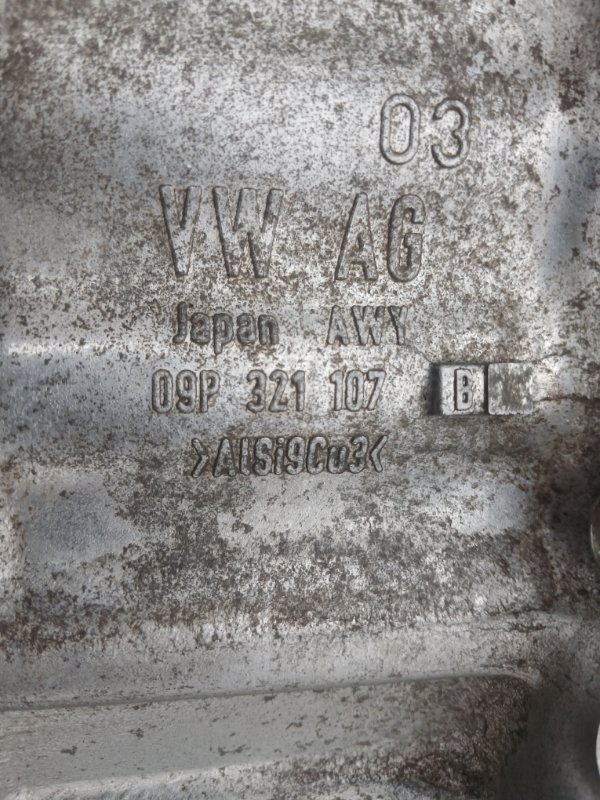 03
VW AG
Japan AWY
09P 321 107 B
>AlSi9Cu3<